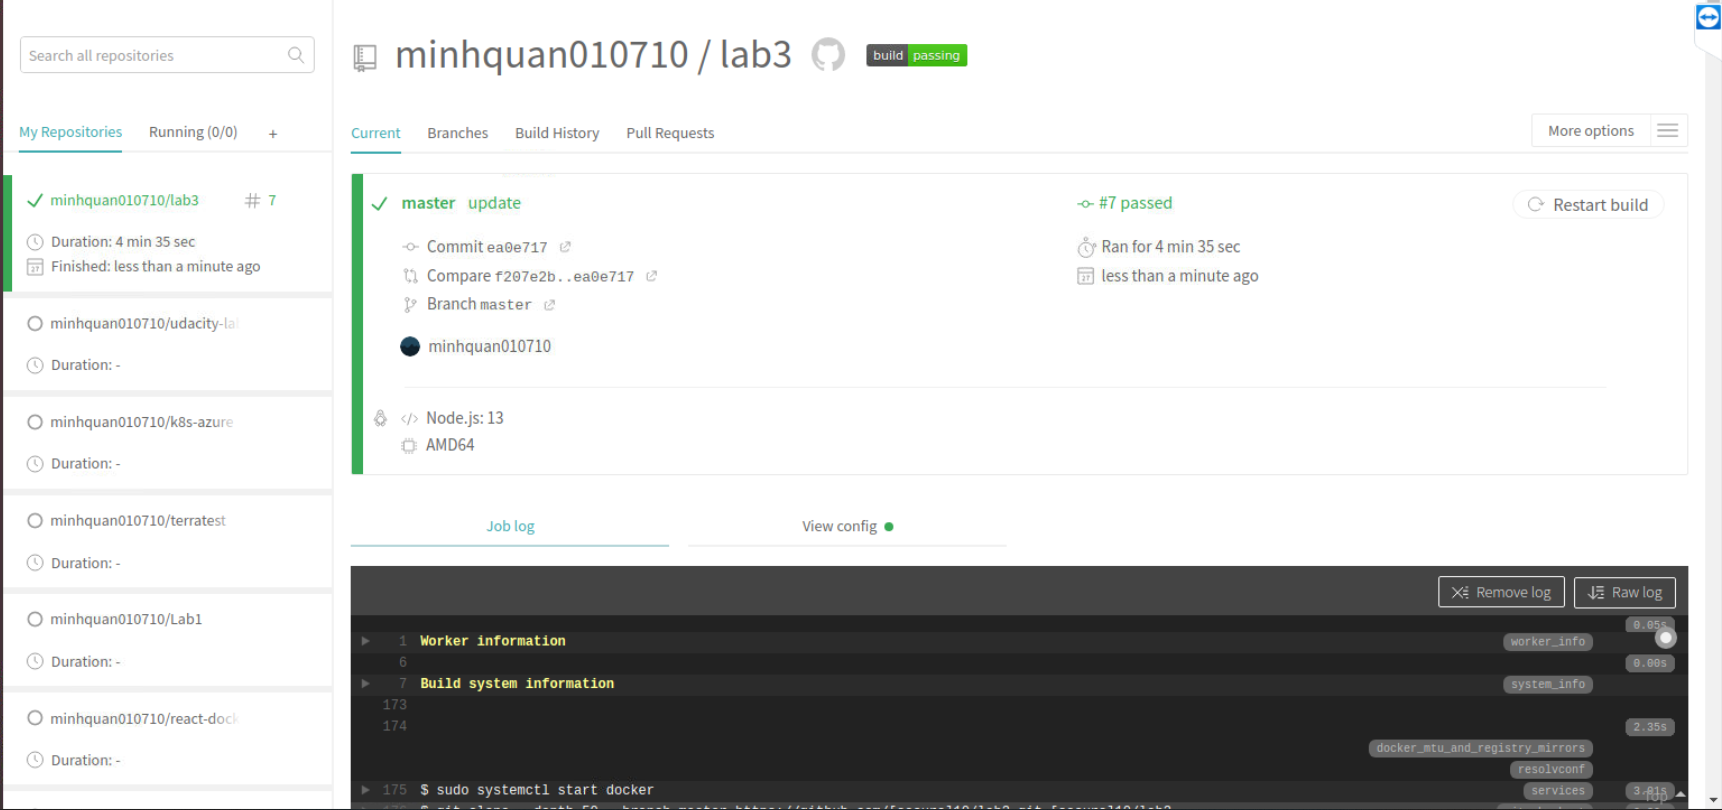 Search all repositories
My Repositories Running (0/0) +
minhquan010710/lab3 # 7
Duration: 4 min 35 sec
27 Finished: less than a minute ago
minhquan010710/udacity-la
Duration: -
minhquan010710/k8s-azure
Duration: -
minhquan010710/terratest
Duration: -
minhquan010710/Lab1
Duration: -
minhquan010710/react-dock
Duration: -
minhquan010710 / lab3 build passing
Current Branches Build History Pull Requests More options
master update #7 passed Restart build
Commit ea0e717 Ran for 4 min 35 sec
Compare f207e2b..ea0e717 27 less than a minute ago
Branch master
minhquan010710
</> Node.js: 13
AMD64
Job log View config
Remove log Raw log
0.05s
1 Worker information worker_info
6 0.00s
7 Build system information system_info
173
174 2.35s
docker_mtu_and_registry_mirrors
resolvconf
175 $ sudo systemctl start docker services 3.01s
Top